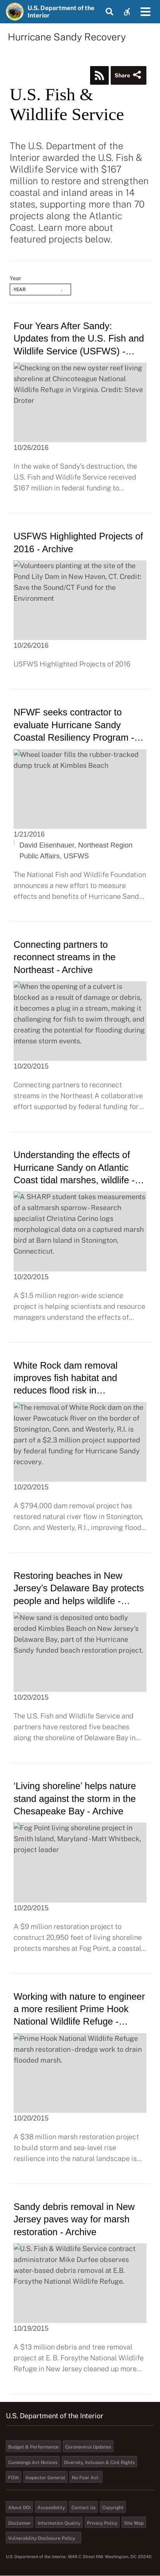 U.S. Department of the
Interior
Hurricane Sandy Recovery
Share
U.S. Fish &
Wildlife Service
The U.S. Department of the
Interior awarded the U.S. Fish &
Wildlife Service with $167
million to restore and strengthen
coastal and inland areas in 14
states, supporting more than 70
projects along the Atlantic
Coast. Learn more about
featured projects below.
Year
YEAR
Four Years After Sandy:
Updates from the U.S. Fish and
Wildlife Service (USFWS) -…
Checking on the new oyster reef living
shoreline at Chincoteague National
Wildlife Refuge in Virginia. Credit: Steve
Droter
10/26/2016
In the wake of Sandy's destruction, the
U.S. Fish and Wildlife Service received
$167 million in federal funding to…
USFWS Highlighted Projects of
2016 - Archive
Volunteers planting at the site of the
Pond Lily Dam in New Haven, CT. Credit:
Save the Sound/CT Fund for the
Environment
10/26/2016
USFWS Highlighted Projects of 2016
NFWF seeks contractor to
evaluate Hurricane Sandy
Coastal Resiliency Program -…
Wheel loader fills the rubber-tracked
dump truck at Kimbles Beach
1/21/2016
David Eisenhauer, Northeast Region
Public Affairs, USFWS
The National Fish and Wildlife Foundation
announces a new effort to measure
effects and benefits of Hurricane Sand…
Connecting partners to
reconnect streams in the
Northeast - Archive
When the opening of a culvert is
blocked as a result of damage or debris, it
becomes a plug in a stream, making it
challenging for fish to swim through, and
creating the potential for flooding during
intense storm events.
10/20/2015
Connecting partners to reconnect
streams in the Northeast A collaborative
effort supported by federal funding for…
Understanding the effects of
Hurricane Sandy on Atlantic
Coast tidal marshes, wildlife -…
A SHARP student takes measurements
of a saltmarsh sparrow - Research
specialist Christina Cerino logs
morphological data on a captured marsh
bird at Barn Island in Stonington,
Connecticut.
10/20/2015
A $1.5 million region-wide science
project is helping scientists and resource
managers understand the effects of…
White Rock dam removal
improves fish habitat and
reduces flood risk in…
The removal of White Rock dam on the
lower Pawcatuck River on the border of
Stonington, Conn. and Westerly, R.I. is
part of a $2.3 million project supported
by federal funding for Hurricane Sandy
recovery.
10/20/2015
A $794,000 dam removal project has
restored natural river flow in Stonington,
Conn. and Westerly, R.I., improving flood…
Restoring beaches in New
Jersey's Delaware Bay protects
people and helps wildlife -…
New sand is deposited onto badly
eroded Kimbles Beach on New Jersey's
Delaware Bay, part of the Hurricane
Sandy funded beach restoration project.
10/20/2015
The U.S. Fish and Wildlife Service and
partners have restored five beaches
along the shoreline of Delaware Bay in…
'Living shoreline' helps nature
stand against the storm in the
Chesapeake Bay - Archive
Fog Point living shoreline project in
Smith Island, Maryland - Matt Whitbeck,
project leader
10/20/2015
A $9 million restoration project to
construct 20,950 feet of living shoreline
protects marshes at Fog Point, a coastal…
Working with nature to engineer
a more resilient Prime Hook
National Wildlife Refuge -…
Prime Hook National Wildlife Refuge
marsh restoration - dredge work to drain
flooded marsh.
10/20/2015
A $38 million marsh restoration project
to build storm and sea-level rise
resilience into the natural landscape is…
Sandy debris removal in New
Jersey paves way for marsh
restoration - Archive
U.S. Fish & Wildlife Service contract
administrator Mike Durfee observes
water-based debris removal at E.B.
Forsythe National Wildlife Refuge.
10/19/2015
A $13 million debris and tree removal
project at E. B. Forsythe National Wildlife
Refuge in New Jersey cleaned up more…
U.S. Department of the Interior
Budget & Performance
Coronavirus Updates
Cunningcy Art Notices
Diversity, Inclusion & Civil Rights
FOIA
Inspector General
No Fear Act
About DOI
Accessibility
Contact Us
Copyright
Disclaimer
Information Quality
Privacy Policy
Site Map
Vulnerability Disclosure Policy
U.S. Department of the Interior, 1849 C Street NW, Washington, DC 20240.